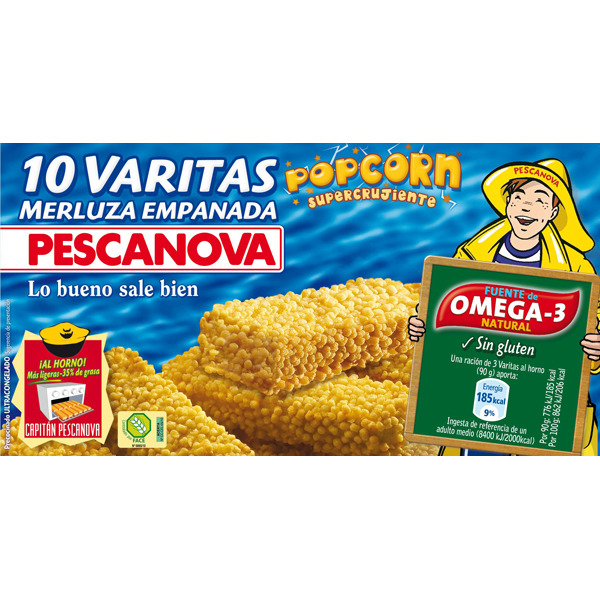 10 VARITAS
MERLUZA EMPANADA
PESCANOVA
Lo bueno sale bien
POPCORN
SUPERCRUJIENTE
PESCANOVA
FUENTE de
OMEGA-3
NATURAL
✓ Sin gluten
Una ración de 3 Varitas al horno
(90 g) aporta:
Energía
185 kcal
9%
Ingesta de referencia de un
adulto medio (8400 kJ/2000kcal)
Por 90g: 776 kJ/185 kcal
Por 100g: 862 kJ/206 kcal
¡AL HORNO!
Más ligeras-35% de grasa
CAPITÁN PESCANOVA
Preparado ULTRACONGELADO
FACE